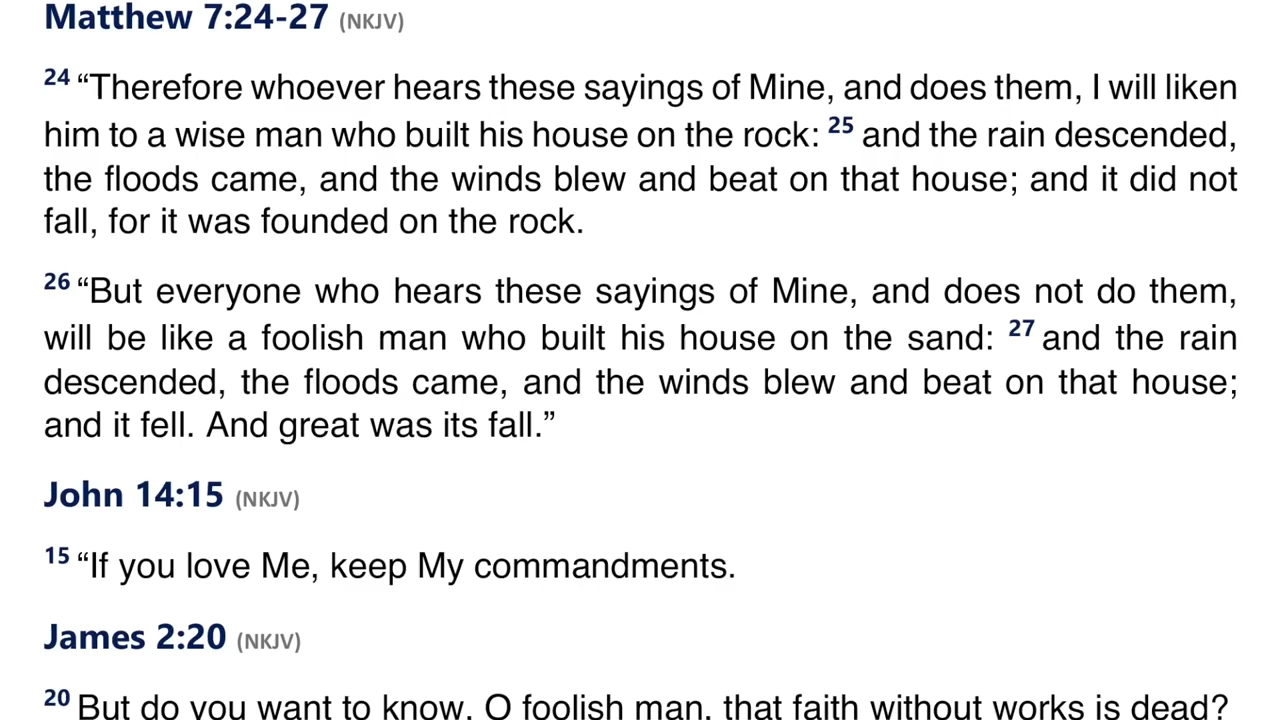 Matthew 7:24-27 (NKJV)
24 “Therefore whoever hears these sayings of Mine, and does them, I will liken
him to a wise man who built his house on the rock: 25 and the rain descended,
the floods came, and the winds blew and beat on that house; and it did not
fall, for it was founded on the rock.
26 “But everyone who hears these sayings of Mine, and does not do them,
will be like a foolish man who built his house on the sand: 27 and the rain
descended, the floods came, and the winds blew and beat on that house;
and it fell. And great was its fall.”
John 14:15 (NKJV)
15 “If you love Me, keep My commandments.
James 2:20 (NKJV)
20 But do you want to know, O foolish man, that faith without works is dead?